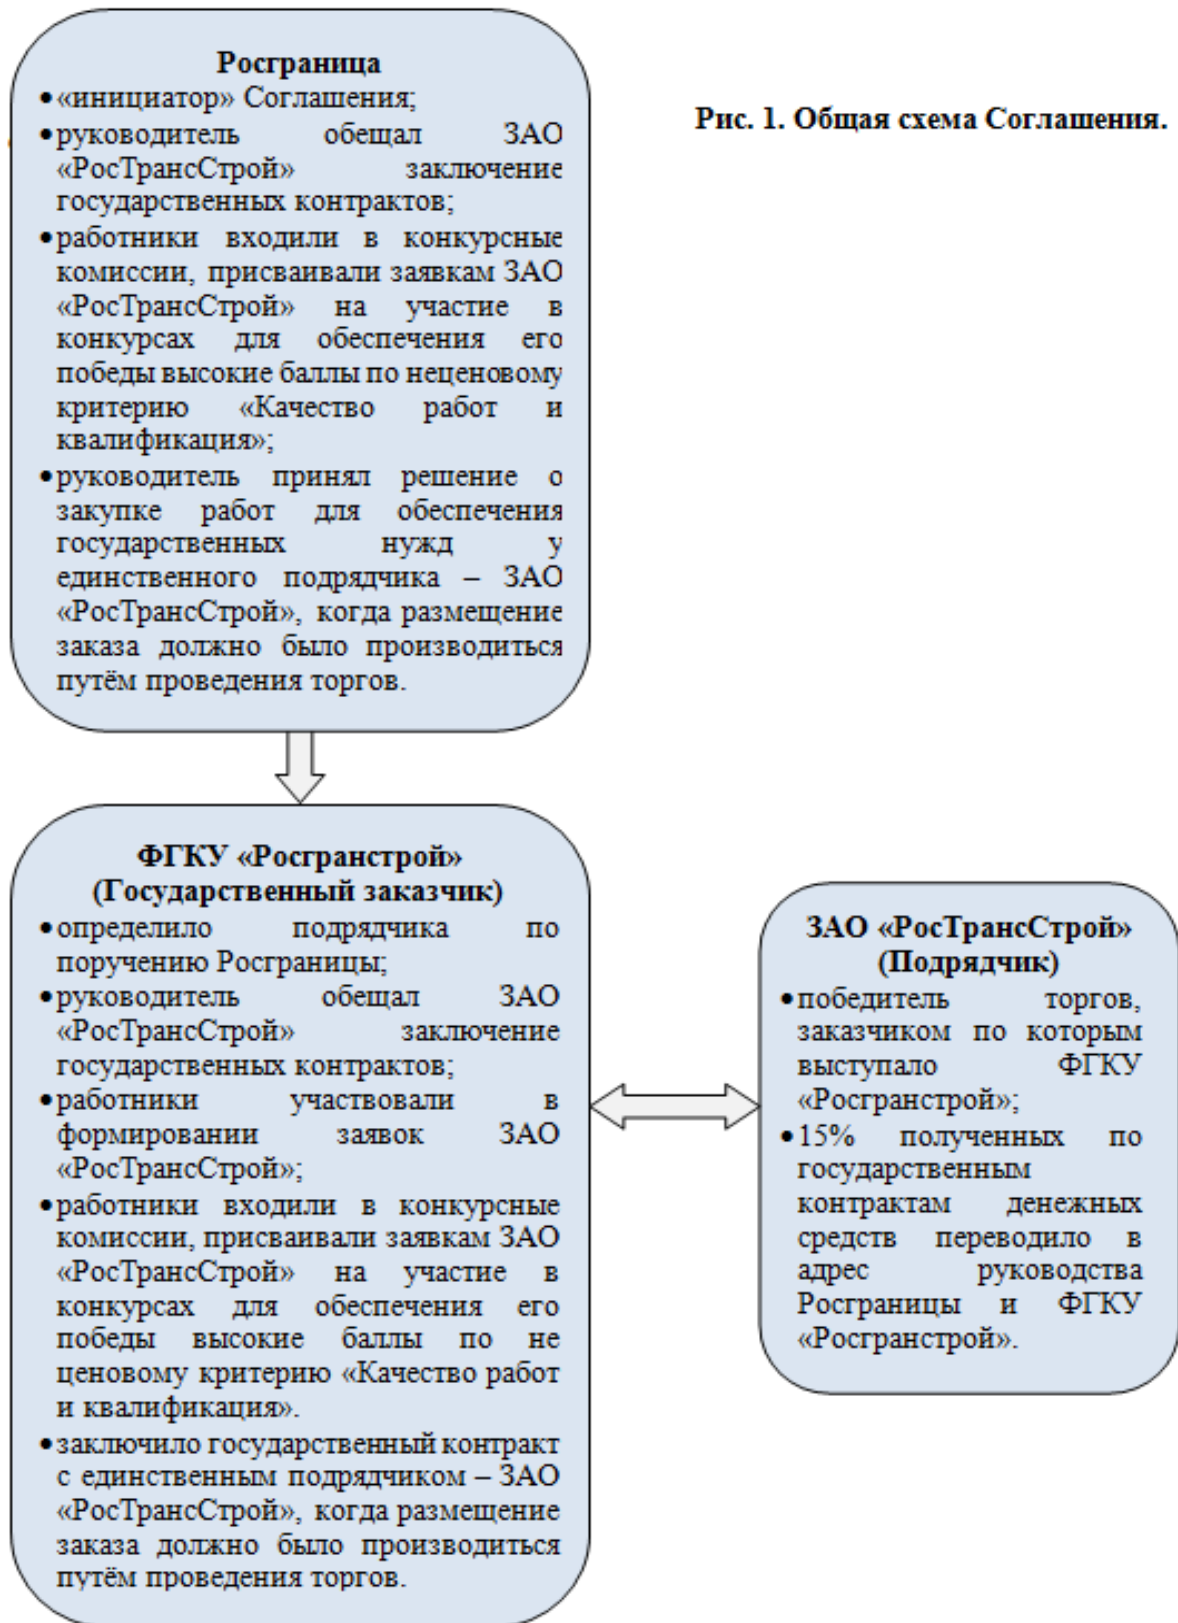 Росграница
•«инициатор» Соглашения;
•руководитель обещал ЗАО
«РосТрансСтрой» заключение
государственных контрактов;
•работники входили в конкурсные
комиссии, присваивали заявкам ЗАО
«РосТрансСтрой» на участие в
конкурсах для обеспечения его
победы высокие баллы по неценовому
критерию «Качество работ и
квалификация»;
•руководитель принял решение о
закупке работ для обеспечения
государственных нужд у
единственного подрядчика – ЗАО
«РосТрансСтрой», когда размещение
заказа должно было производиться
путём проведения торгов.
Рис. 1. Общая схема Соглашения.
ФГКУ «Росгранстрой»
(Государственный заказчик)
•определило подрядчика по
поручению Росграницы;
•руководитель обещал ЗАО
«РосТрансСтрой» заключение
государственных контрактов;
•работники участвовали в
формировании заявок ЗАО
«РосТрансСтрой»;
•работники входили в конкурсные
комиссии, присваивали заявкам ЗАО
«РосТрансСтрой» на участие в
конкурсах для обеспечения его
победы высокие баллы по не
ценовому критерию «Качество работ
и квалификация».
•заключило государственный контракт
с единственным подрядчиком – ЗАО
«РосТрансСтрой», когда размещение
заказа должно было производиться
путём проведения торгов.
ЗАО «РосТрансСтрой»
(Подрядчик)
•победитель торгов,
заказчиком по которым
выступало ФГКУ
«Росгранстрой»;
•15% полученных по
государственным
контрактам денежных
средств переводило в
адрес руководства
Росграницы и ФГКУ
«Росгранстрой».